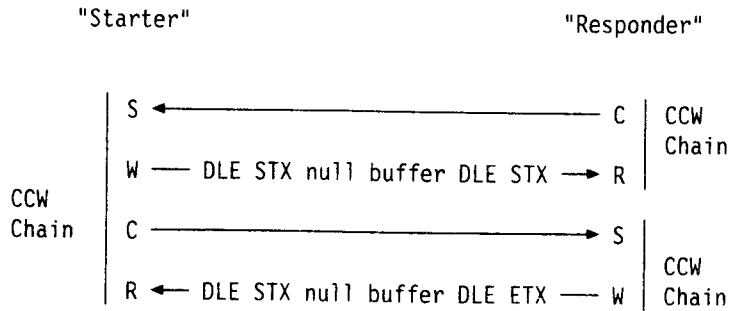 "Starter" "Responder"
S C CCW
Chain
W DLE STX null buffer DLE STX R
CCW
Chain C S
CCW
R DLE STX null buffer DLE ETX W Chain